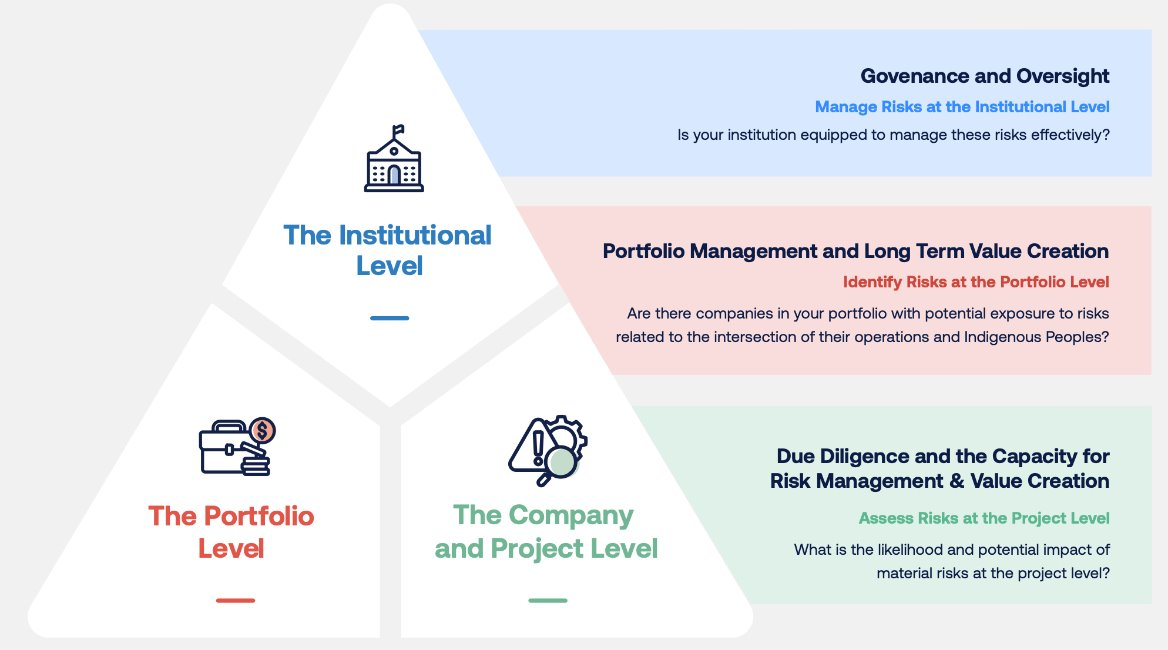 The Institutional
Level
The Portfolio
Level
The Company
and Project Level
Govenance and Oversight
Manage Risks at the Institutional Level
Is your institution equipped to manage these risks effectively?
Portfolio Management and Long Term Value Creation
Identify Risks at the Portfolio Level
Are there companies in your portfolio with potential exposure to risks
related to the intersection of their operations and Indigenous Peoples?
Due Diligence and the Capacity for
Risk Management & Value Creation
Assess Risks at the Project Level
What is the likelihood and potential impact of
material risks at the project level?